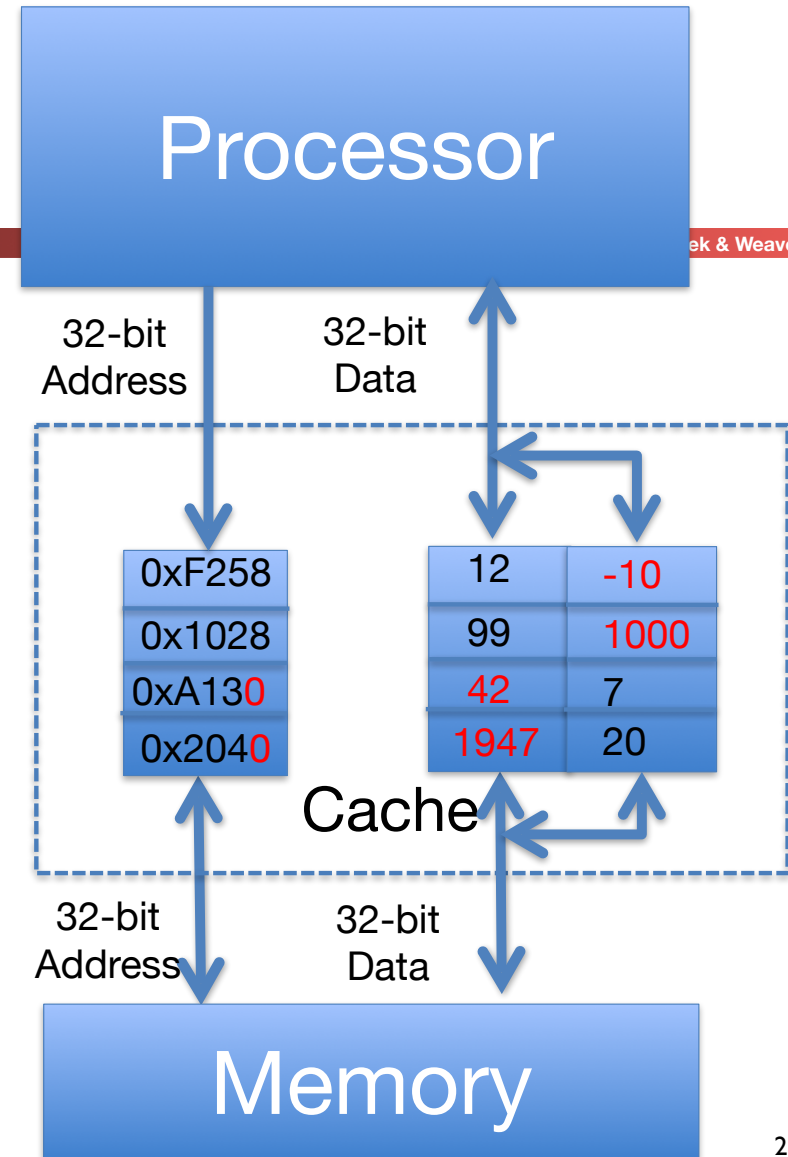 Processor
ek & Weav
32-bit
Address
32-bit
Data
0xF258
12
-10
0x1028
99
1000
0xA130
42
7
0x2040
1947
20
Cache
32-bit
Address
32-bit
Data
Memory
2